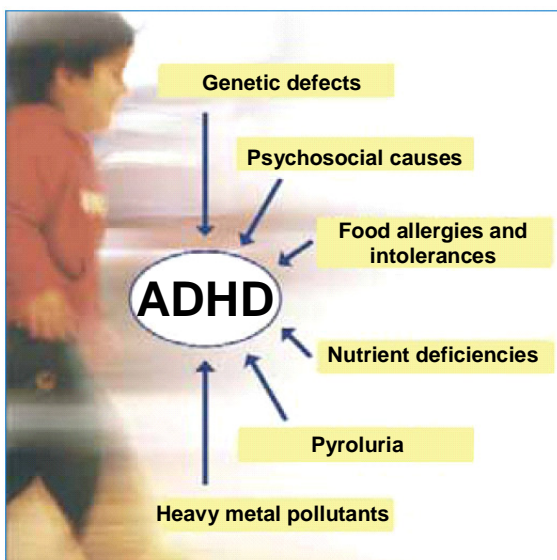 Genetic defects
Psychosocial causes
Food allergies and
intolerances
ADHD
Nutrient deficiencies
Pyroluria
Heavy metal pollutants